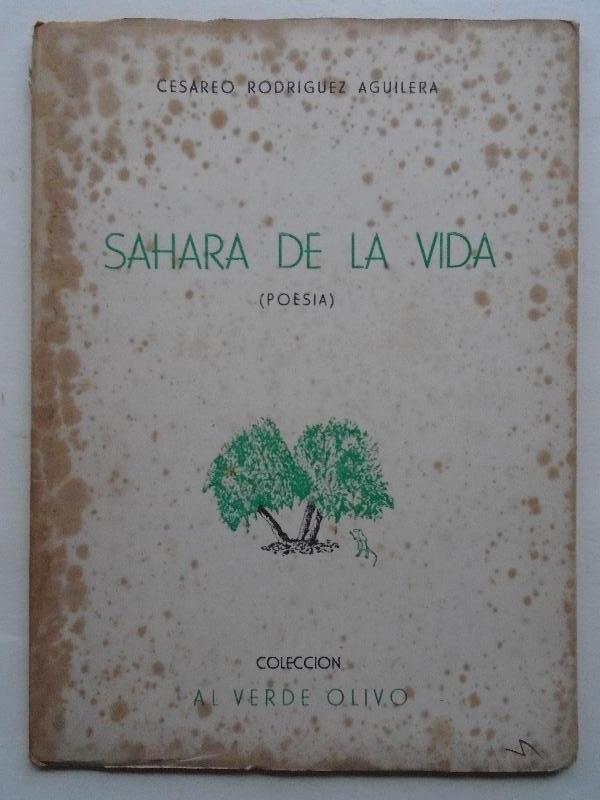 CESAREO RODRIGUEZ AGUILERA
SAHARA DE LA VIDA
(POESIA)
COLECCION
AL VERDE OLIVO